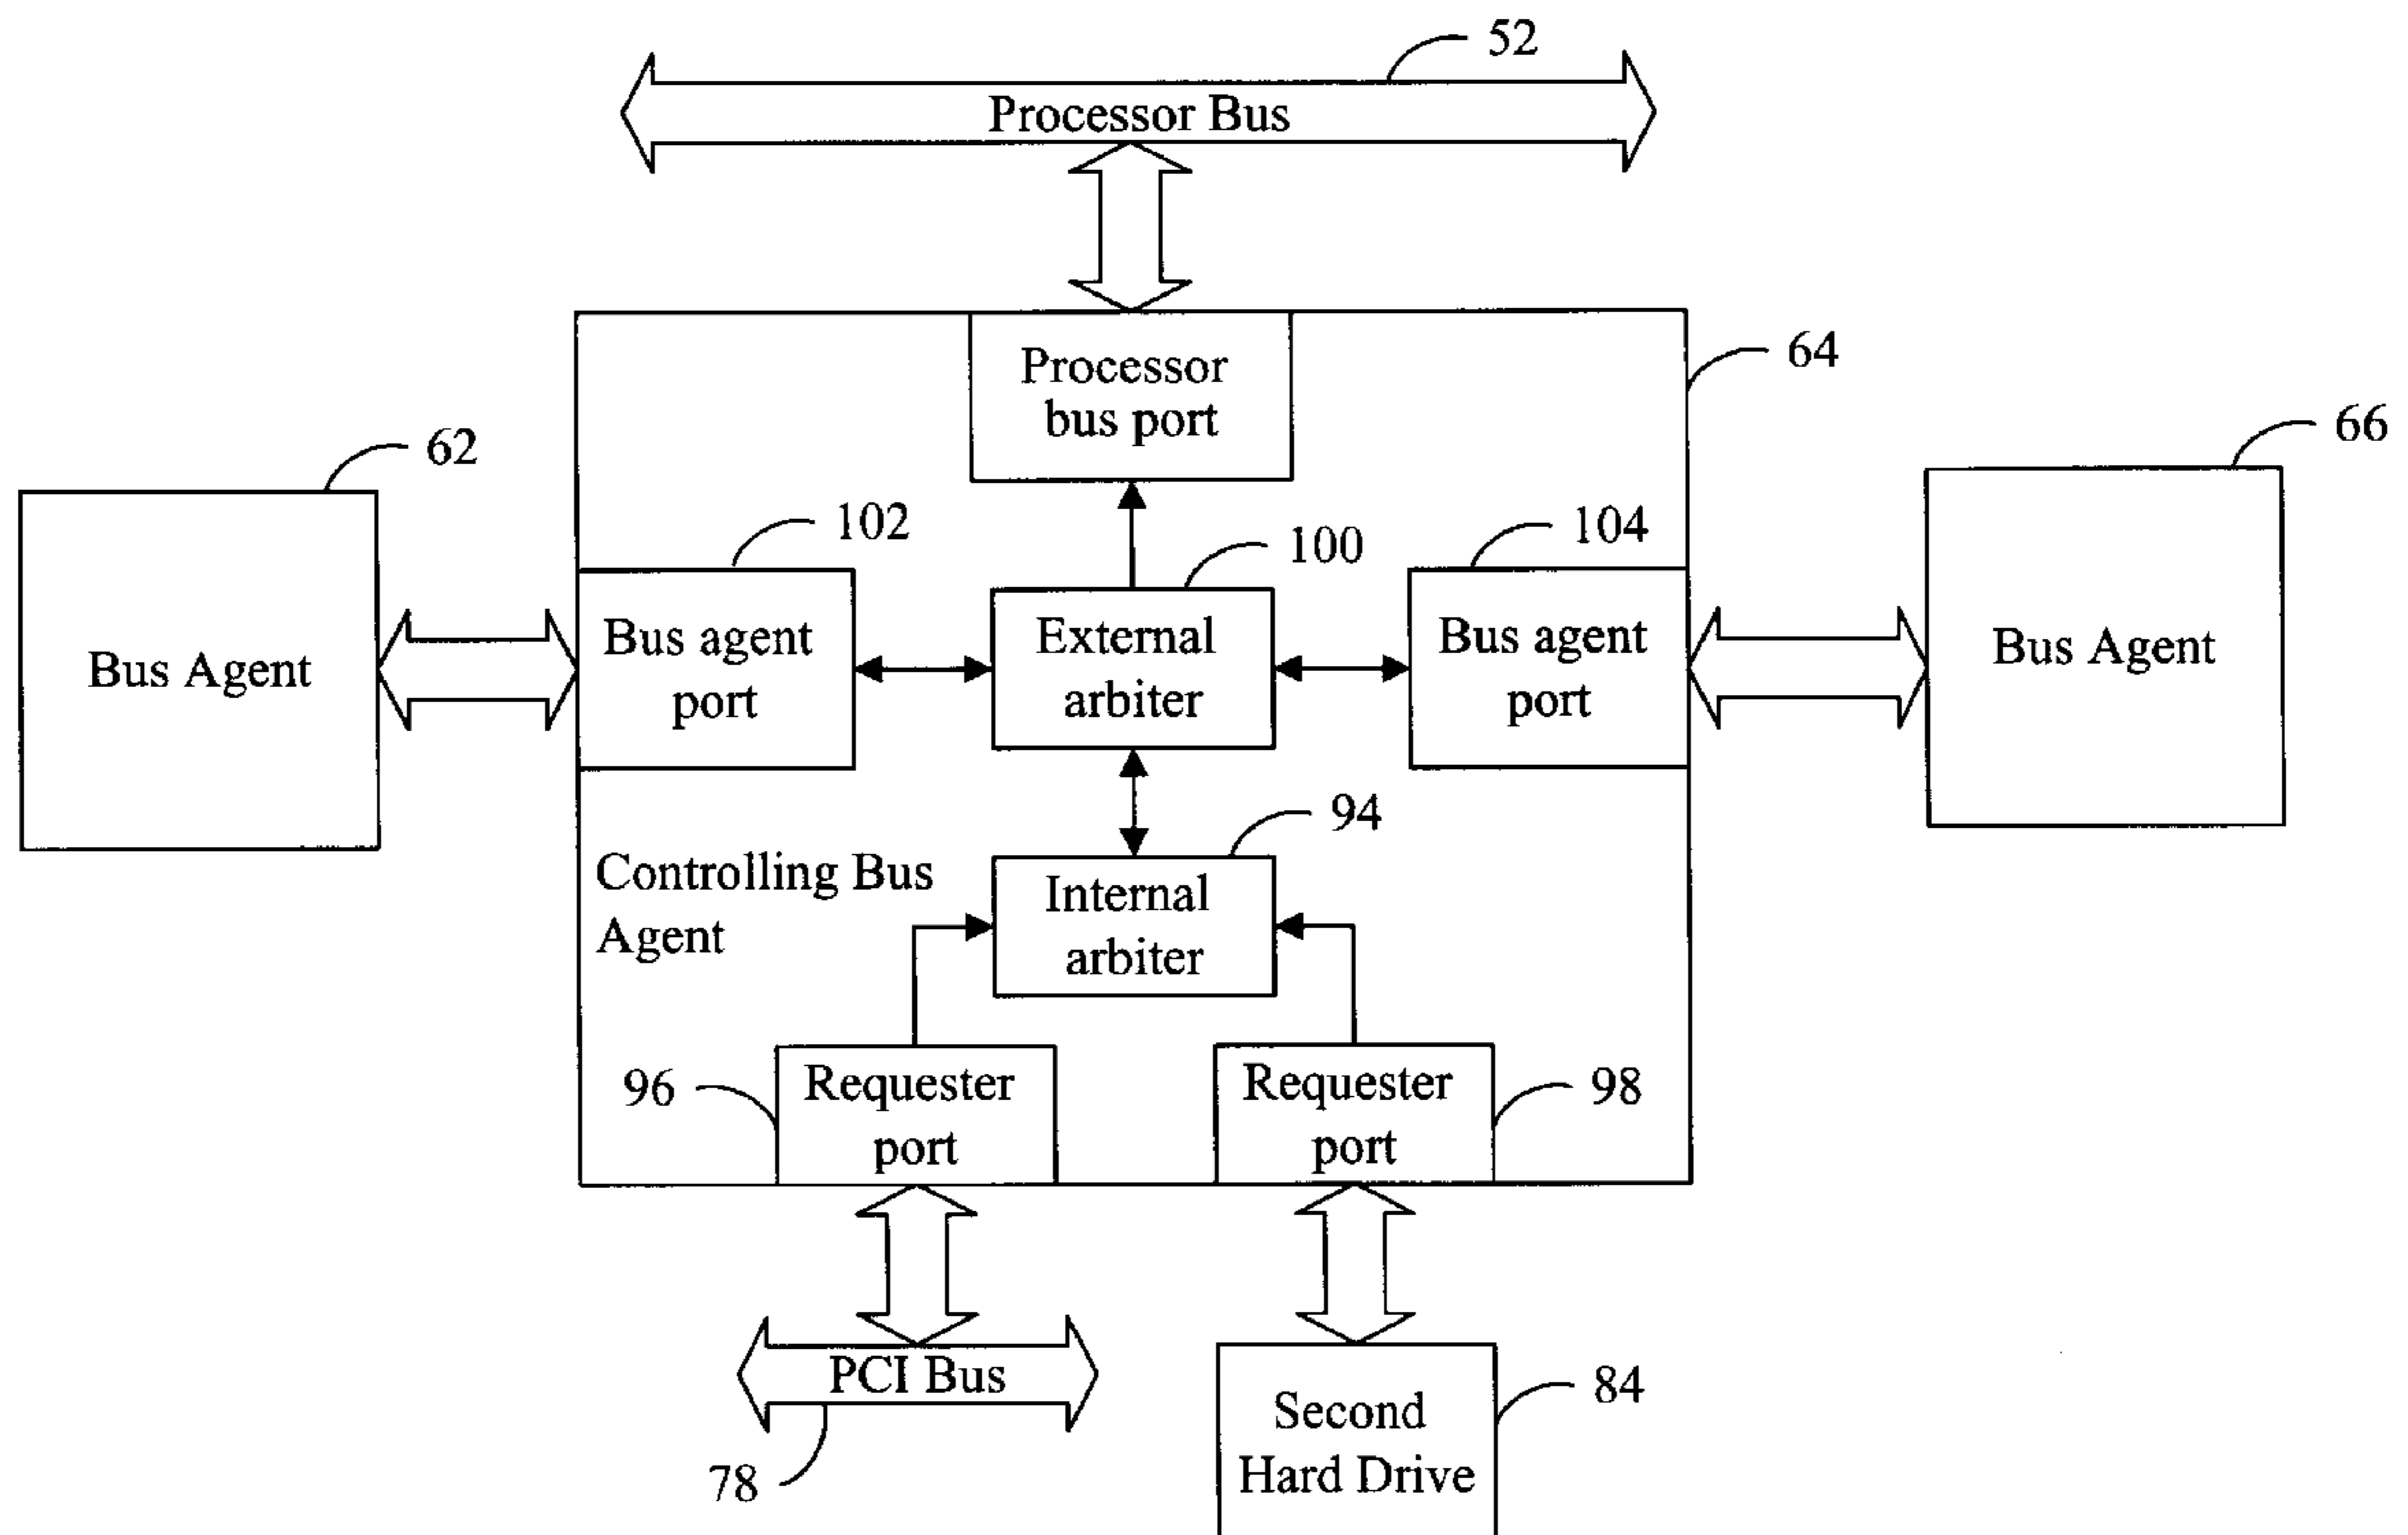 52
Processor Bus
Processor
bus port
64
62
66
102
100
104
Bus Agent
Bus agent
port
External
arbiter
Bus agent
port
Bus Agent
94
Controlling Bus
Agent
Internal
arbiter
96
Requester
port
Requester
port
98
PCI Bus
78
84
Second
Hard Drive